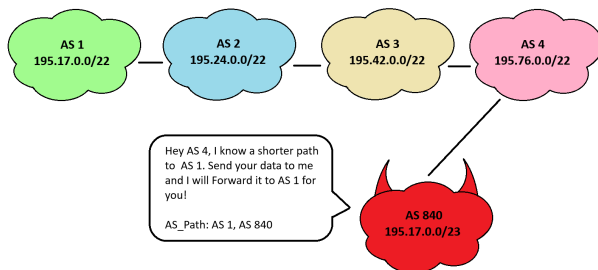 AS 1
195.17.0.0/22
AS 2
195.24.0.0/22
AS 3
195.42.0.0/22
AS 4
195.76.0.0/22
Hey AS 4, I know a shorter path
to AS 1. Send your data to me
and I will Forward it to AS 1 for
you!
AS_Path: AS 1, AS 840
AS 840
195.17.0.0/23